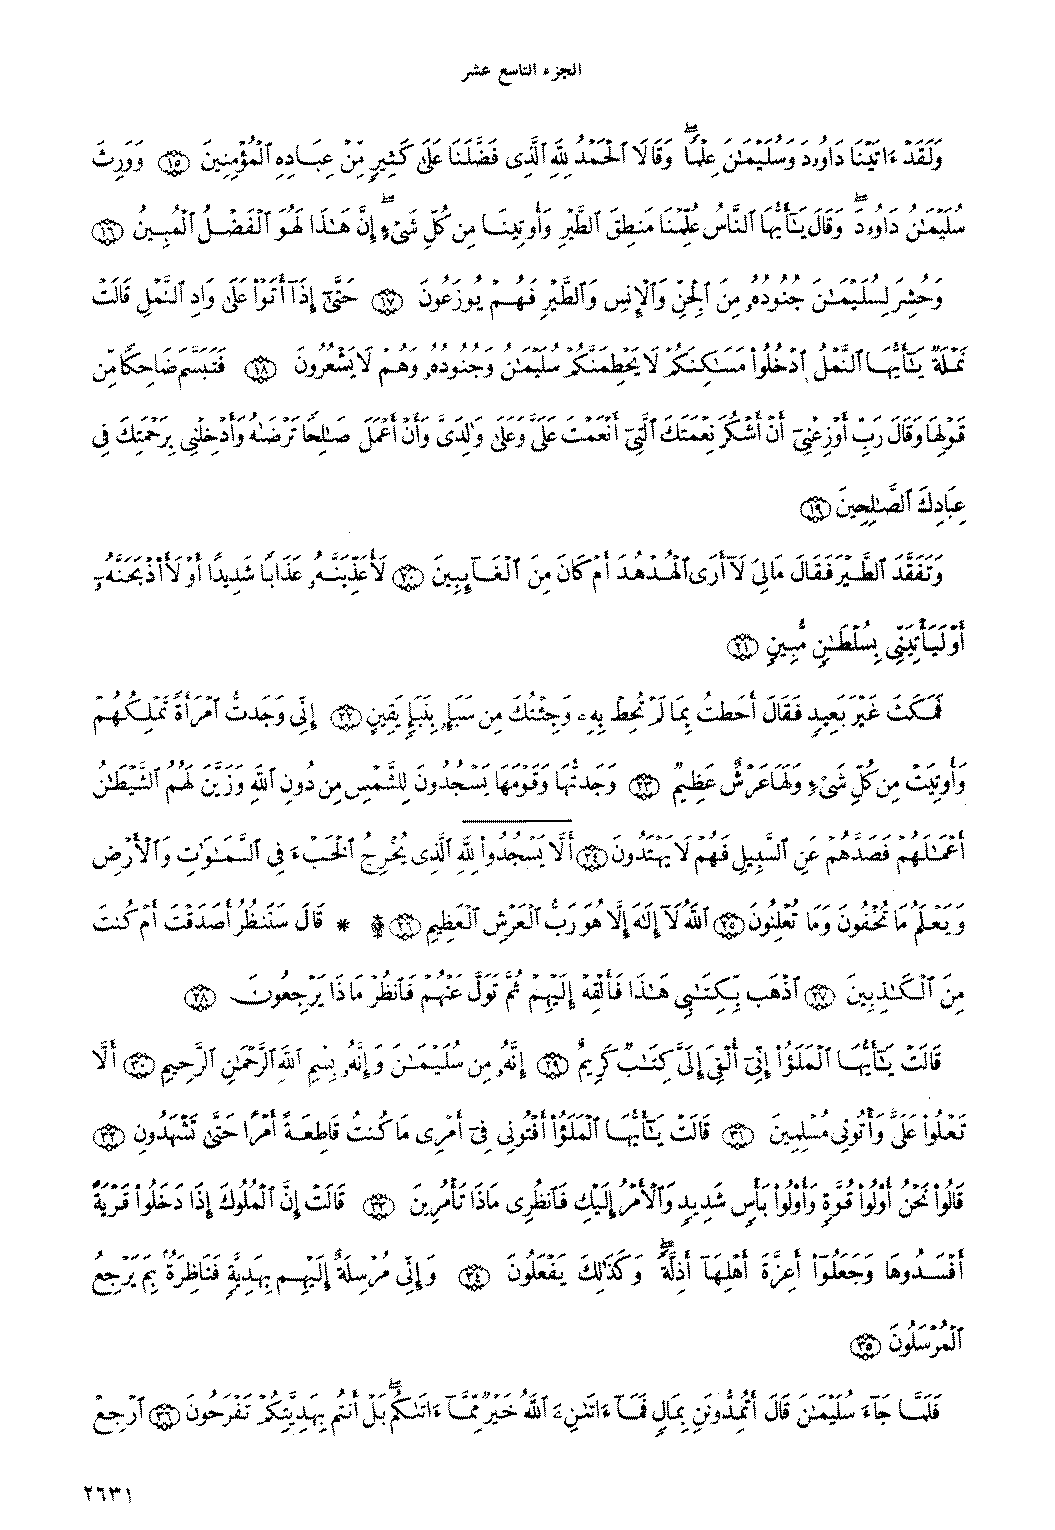 الجزء التاسع عشر
وَلَقَدْ ءَاتَيْنَا دَاوُۥدَ وَسُلَيْمَٰنَ عِلْمًاۖ وَقَالَا ٱلْحَمْدُ لِلَّهِ ٱلَّذِى فَضَّلَنَا عَلَىٰ كَثِيرٍ مِّنْ عِبَادِهِ ٱلْمُؤْمِنِينَ ﴿١٥﴾ وَوَرِثَ
سُلَيْمَٰنُ دَاوُۥدَۖ وَقَالَ يَٰٓأَيُّهَا ٱلنَّاسُ عُلِّمْنَا مَنطِقَ ٱلطَّيْرِ وَأُوتِينَا مِن كُلِّ شَىْءٍۖ إِنَّ هَٰذَا لَهُوَ ٱلْفَضْلُ ٱلْمُبِينُ ﴿١٦﴾
وَحُشِرَ لِسُلَيْمَٰنَ جُنُودُهُۥ مِنَ ٱلْجِنِّ وَٱلْإِنسِ وَٱلطَّيْرِ فَهُمْ يُوزَعُونَ ﴿١٧﴾ حَتَّىٰٓ إِذَآ أَتَوْا۟ عَلَىٰ وَادِ ٱلنَّمْلِ قَالَتْ
نَمْلَةٌ يَٰٓأَيُّهَا ٱلنَّمْلُ ٱدْخُلُوا۟ مَسَٰكِنَكُمْ لَا يَحْطِمَنَّكُمْ سُلَيْمَٰنُ وَجُنُودُهُۥ وَهُمْ لَا يَشْعُرُونَ ﴿١٨﴾ فَتَبَسَّمَ ضَاحِكًا مِّن
قَوْلِهَا وَقَالَ رَبِّ أَوْزِعْنِىٓ أَنْ أَشْكُرَ نِعْمَتَكَ ٱلَّتِىٓ أَنْعَمْتَ عَلَىَّ وَعَلَىٰ وَٰلِدَىَّ وَأَنْ أَعْمَلَ صَٰلِحًا تَرْضَىٰهُ وَأَدْخِلْنِى بِرَحْمَتِكَ فِى
عِبَادِكَ ٱلصَّٰلِحِينَ ﴿١٩﴾
وَتَفَقَّدَ ٱلطَّيْرَ فَقَالَ مَالِىَ لَآ أَرَى ٱلْهُدْهُدَ أَمْ كَانَ مِنَ ٱلْغَآئِبِينَ ﴿٢٠﴾ لَأُعَذِّبَنَّهُۥ عَذَابًا شَدِيدًا أَوْ لَأَا۟ذْبَحَنَّهُۥٓ
أَوْ لَيَأْتِيَنِّى بِسُلْطَٰنٍ مُّبِينٍ ﴿٢١﴾
فَمَكَثَ غَيْرَ بَعِيدٍ فَقَالَ أَحَطتُ بِمَا لَمْ تُحِطْ بِهِۦ وَجِئْتُكَ مِن سَبَإٍۭ بِنَبَإٍ يَقِينٍ ﴿٢٢﴾ إِنِّى وَجَدتُّ ٱمْرَأَةً تَمْلِكُهُمْ
وَأُوتِيَتْ مِن كُلِّ شَىْءٍ وَلَهَا عَرْشٌ عَظِيمٌ ﴿٢٣﴾ وَجَدتُّهَا وَقَوْمَهَا يَسْجُدُونَ لِلشَّمْسِ مِن دُونِ ٱللَّهِ وَزَيَّنَ لَهُمُ ٱلشَّيْطَٰنُ
أَعْمَٰلَهُمْ فَصَدَّهُمْ عَنِ ٱلسَّبِيلِ فَهُمْ لَا يَهْتَدُونَ ﴿٢٤﴾ أَلَّا يَسْجُدُوا۟ لِلَّهِ ٱلَّذِى يُخْرِجُ ٱلْخَبْءَ فِى ٱلسَّمَٰوَٰتِ وَٱلْأَرْضِ
وَيَعْلَمُ مَا تُخْفُونَ وَمَا تُعْلِنُونَ ﴿٢٥﴾ ٱللَّهُ لَآ إِلَٰهَ إِلَّا هُوَ رَبُّ ٱلْعَرْشِ ٱلْعَظِيمِ ﴿٢٦﴾ ۩ * قَالَ سَنَنظُرُ أَصَدَقْتَ أَمْ كُنتَ
مِنَ ٱلْكَٰذِبِينَ ﴿٢٧﴾ ٱذْهَب بِّكِتَٰبِى هَٰذَا فَأَلْقِهْ إِلَيْهِمْ ثُمَّ تَوَلَّ عَنْهُمْ فَٱنظُرْ مَاذَا يَرْجِعُونَ ﴿٢٨﴾
قَالَتْ يَٰٓأَيُّهَا ٱلْمَلَؤُا۟ إِنِّىٓ أُلْقِىَ إِلَىَّ كِتَٰبٌ كَرِيمٌ ﴿٢٩﴾ إِنَّهُۥ مِن سُلَيْمَٰنَ وَإِنَّهُۥ بِسْمِ ٱللَّهِ ٱلرَّحْمَٰنِ ٱلرَّحِيمِ ﴿٣٠﴾ أَلَّا
تَعْلُوا۟ عَلَىَّ وَأْتُونِى مُسْلِمِينَ ﴿٣١﴾ قَالَتْ يَٰٓأَيُّهَا ٱلْمَلَؤُا۟ أَفْتُونِى فِىٓ أَمْرِى مَا كُنتُ قَاطِعَةً أَمْرًا حَتَّىٰ تَشْهَدُونِ ﴿٣٢﴾
قَالُوا۟ نَحْنُ أُو۟لُوا۟ قُوَّةٍ وَأُو۟لُوا۟ بَأْسٍ شَدِيدٍ وَٱلْأَمْرُ إِلَيْكِ فَٱنظُرِى مَاذَا تَأْمُرِينَ ﴿٣٣﴾ قَالَتْ إِنَّ ٱلْمُلُوكَ إِذَا دَخَلُوا۟ قَرْيَةً
أَفْسَدُوهَا وَجَعَلُوٓا۟ أَعِزَّةَ أَهْلِهَآ أَذِلَّةًۖ وَكَذَٰلِكَ يَفْعَلُونَ ﴿٣٤﴾ وَإِنِّى مُرْسِلَةٌ إِلَيْهِم بِهَدِيَّةٍ فَنَاظِرَةٌۢ بِمَ يَرْجِعُ
ٱلْمُرْسَلُونَ ﴿٣٥﴾
فَلَمَّا جَآءَ سُلَيْمَٰنَ قَالَ أَتُمِدُّونَنِ بِمَالٍ فَمَآ ءَاتَىٰنِۦَ ٱللَّهُ خَيْرٌ مِّمَّآ ءَاتَىٰكُمۖ بَلْ أَنتُم بِهَدِيَّتِكُمْ تَفْرَحُونَ ﴿٣٦﴾ ٱرْجِعْ
٢٦٣١